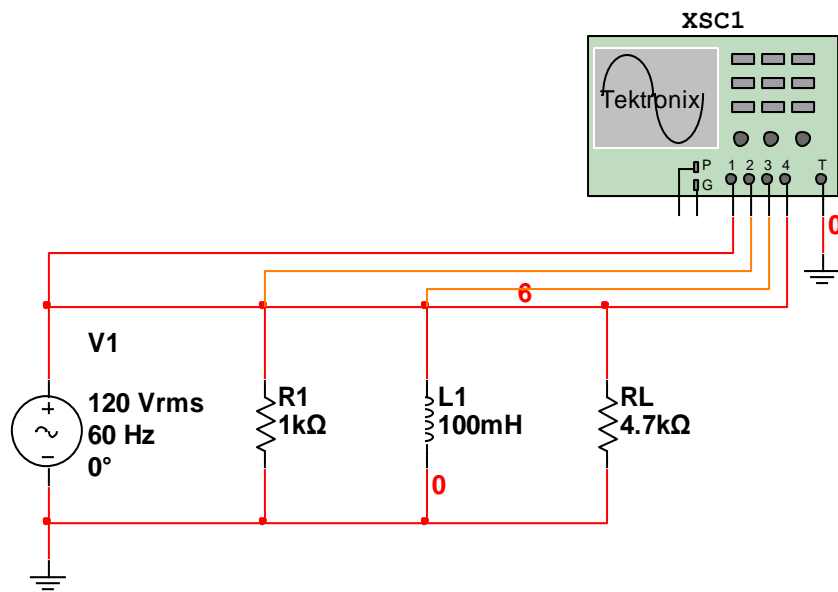 XSC1
Tektronix
P
G
1 2 3 4 T
0
6
V1
120 Vrms
60 Hz
0°
R1
1kΩ
L1
100mH
RL
4.7kΩ
0